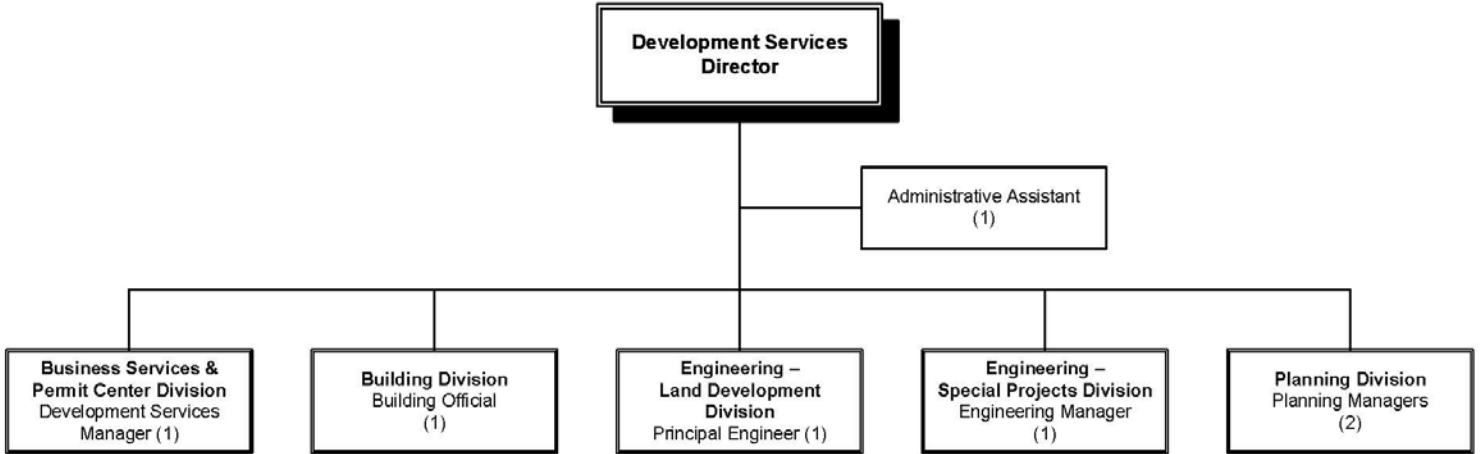 Development Services
Director
Administrative Assistant
(1)
Business Services &
Permit Center Division
Development Services
Manager (1)
Building Division
Building Official
(1)
Engineering –
Land Development
Division
Principal Engineer (1)
Engineering –
Special Projects Division
Engineering Manager
(1)
Planning Division
Planning Managers
(2)